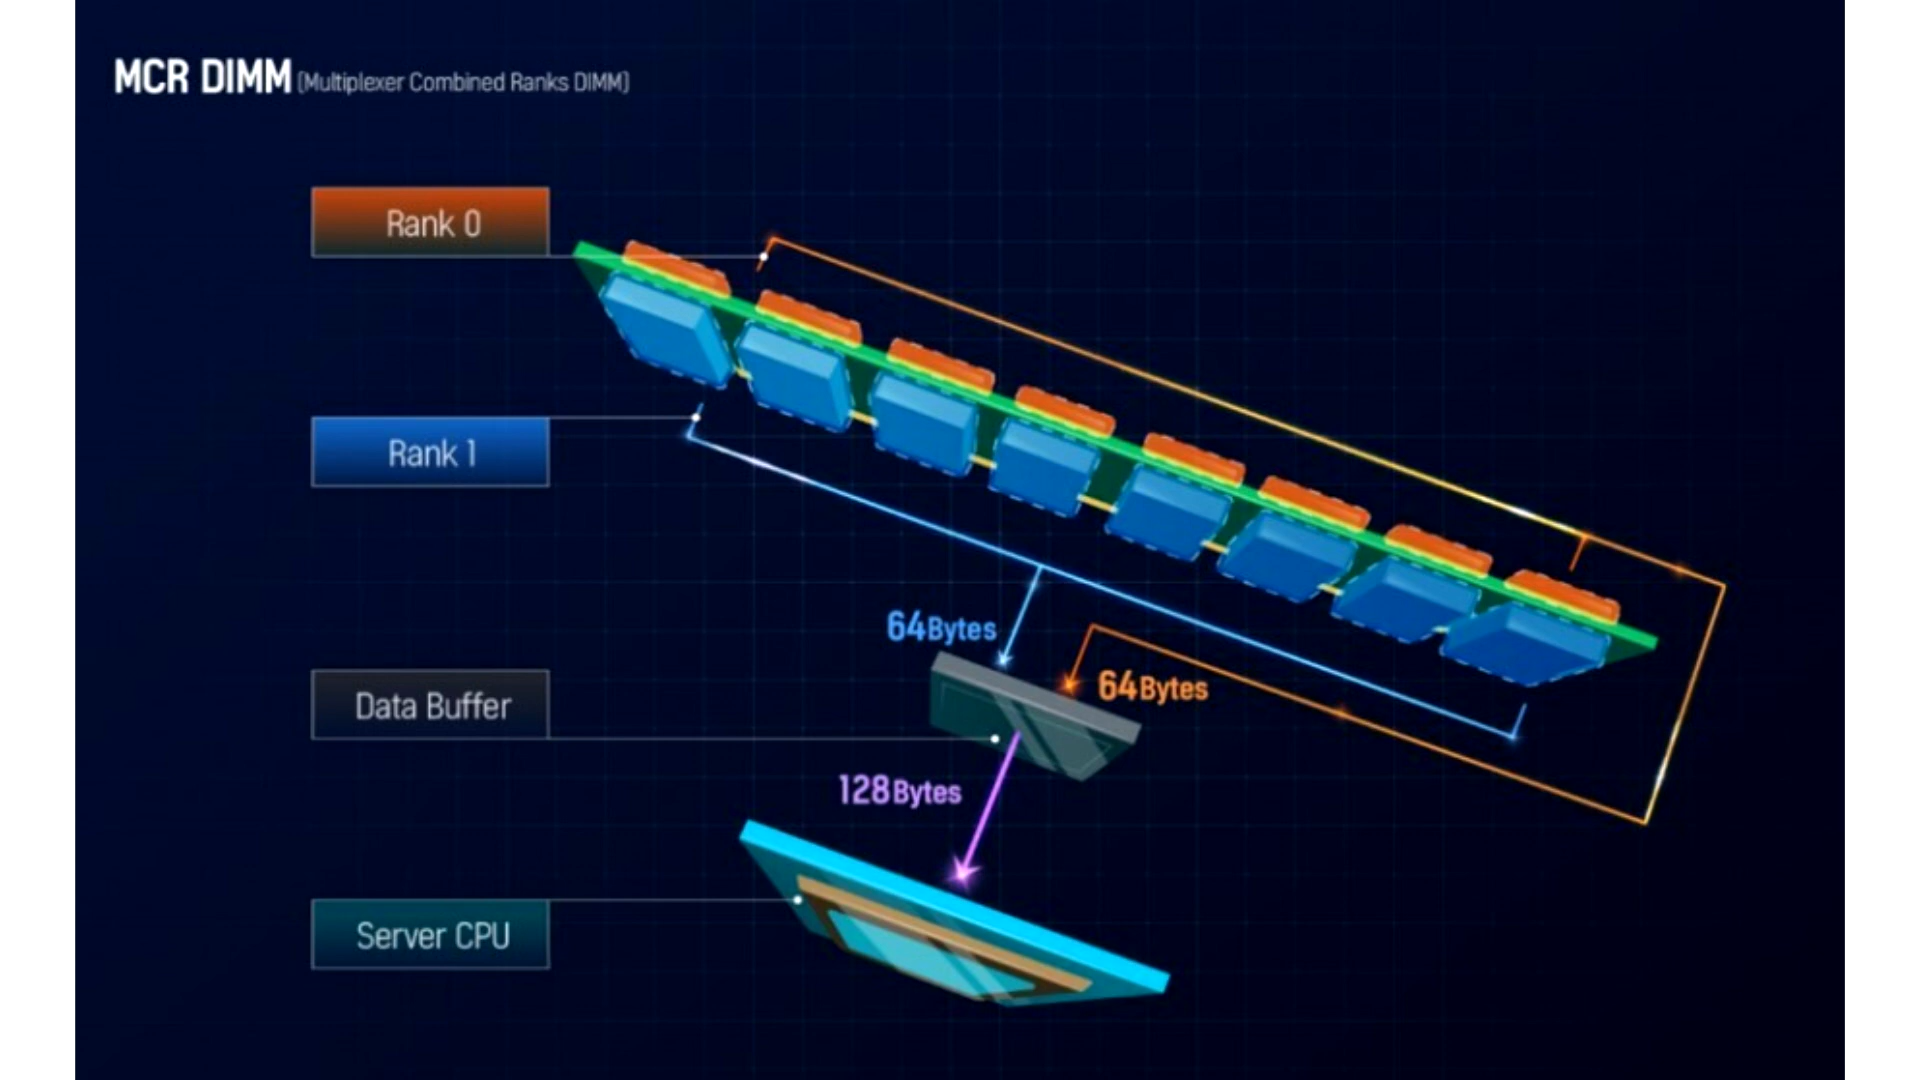 MCR DIMM (Multiplexer Combined Ranks DIMM)
Rank 0
Rank 1
64Bytes
64Bytes
Data Buffer
128Bytes
Server CPU